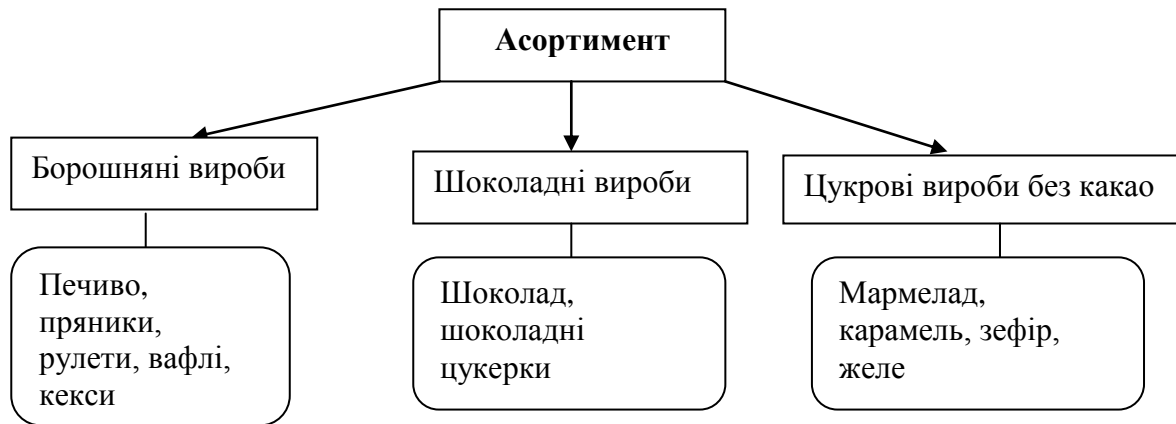 Асортимент
Борошняні вироби
Шоколадні вироби
Цукрові вироби без какао
Печиво,
пряники,
рулети, вафлі,
кекси
Шоколад,
шоколадні
цукерки
Мармелад,
карамель, зефір,
желе